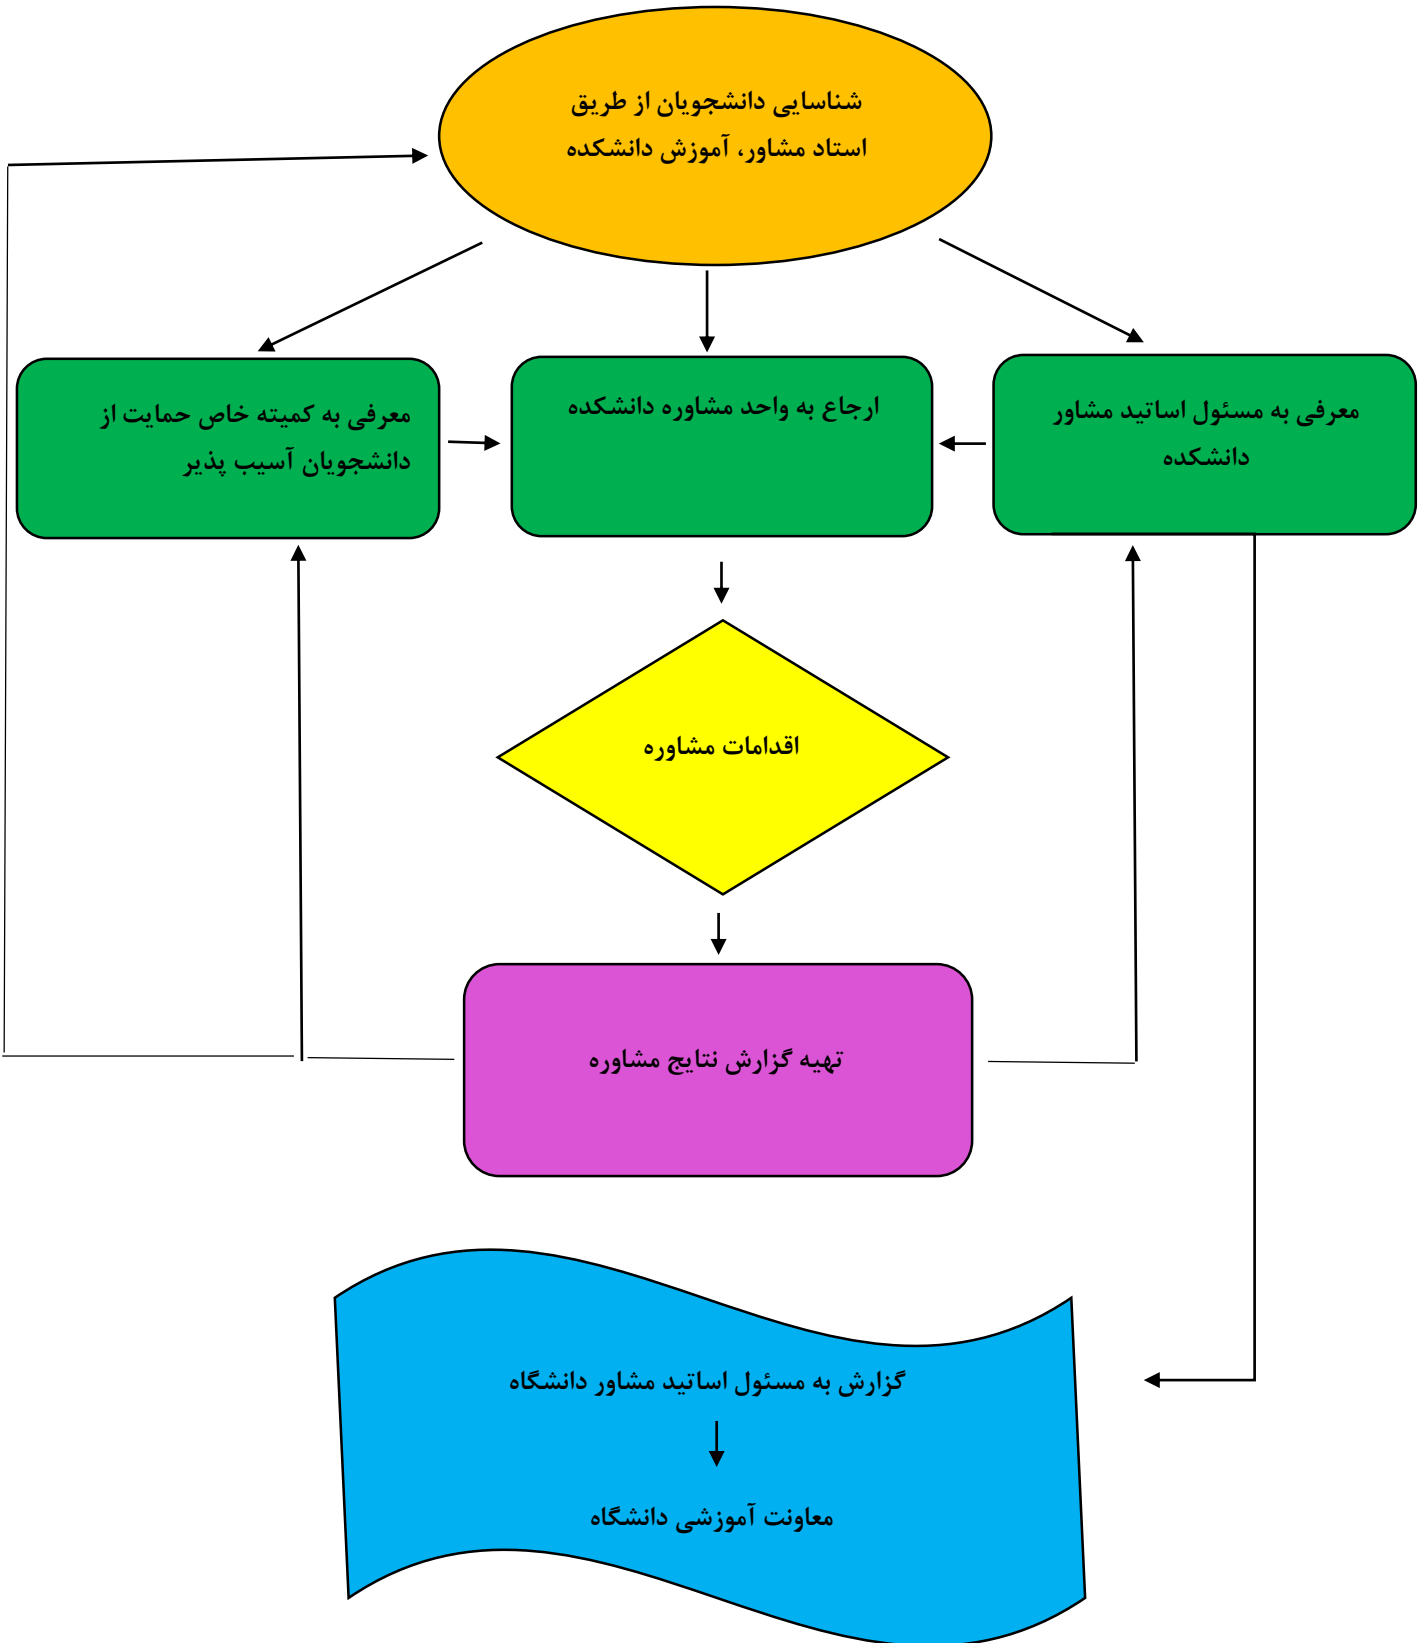 شناسایی دانشجویان از طریق
استاد مشاور، آموزش دانشکده
معرفی به مسئول اساتید مشاور
دانشکده
ارجاع به واحد مشاوره دانشکده
معرفی به کمیته خاص حمایت از
دانشجویان آسیب پذیر
اقدامات مشاوره
تهیه گزارش نتایج مشاوره
گزارش به مسئول اساتید مشاور دانشگاه
معاونت آموزشی دانشگاه